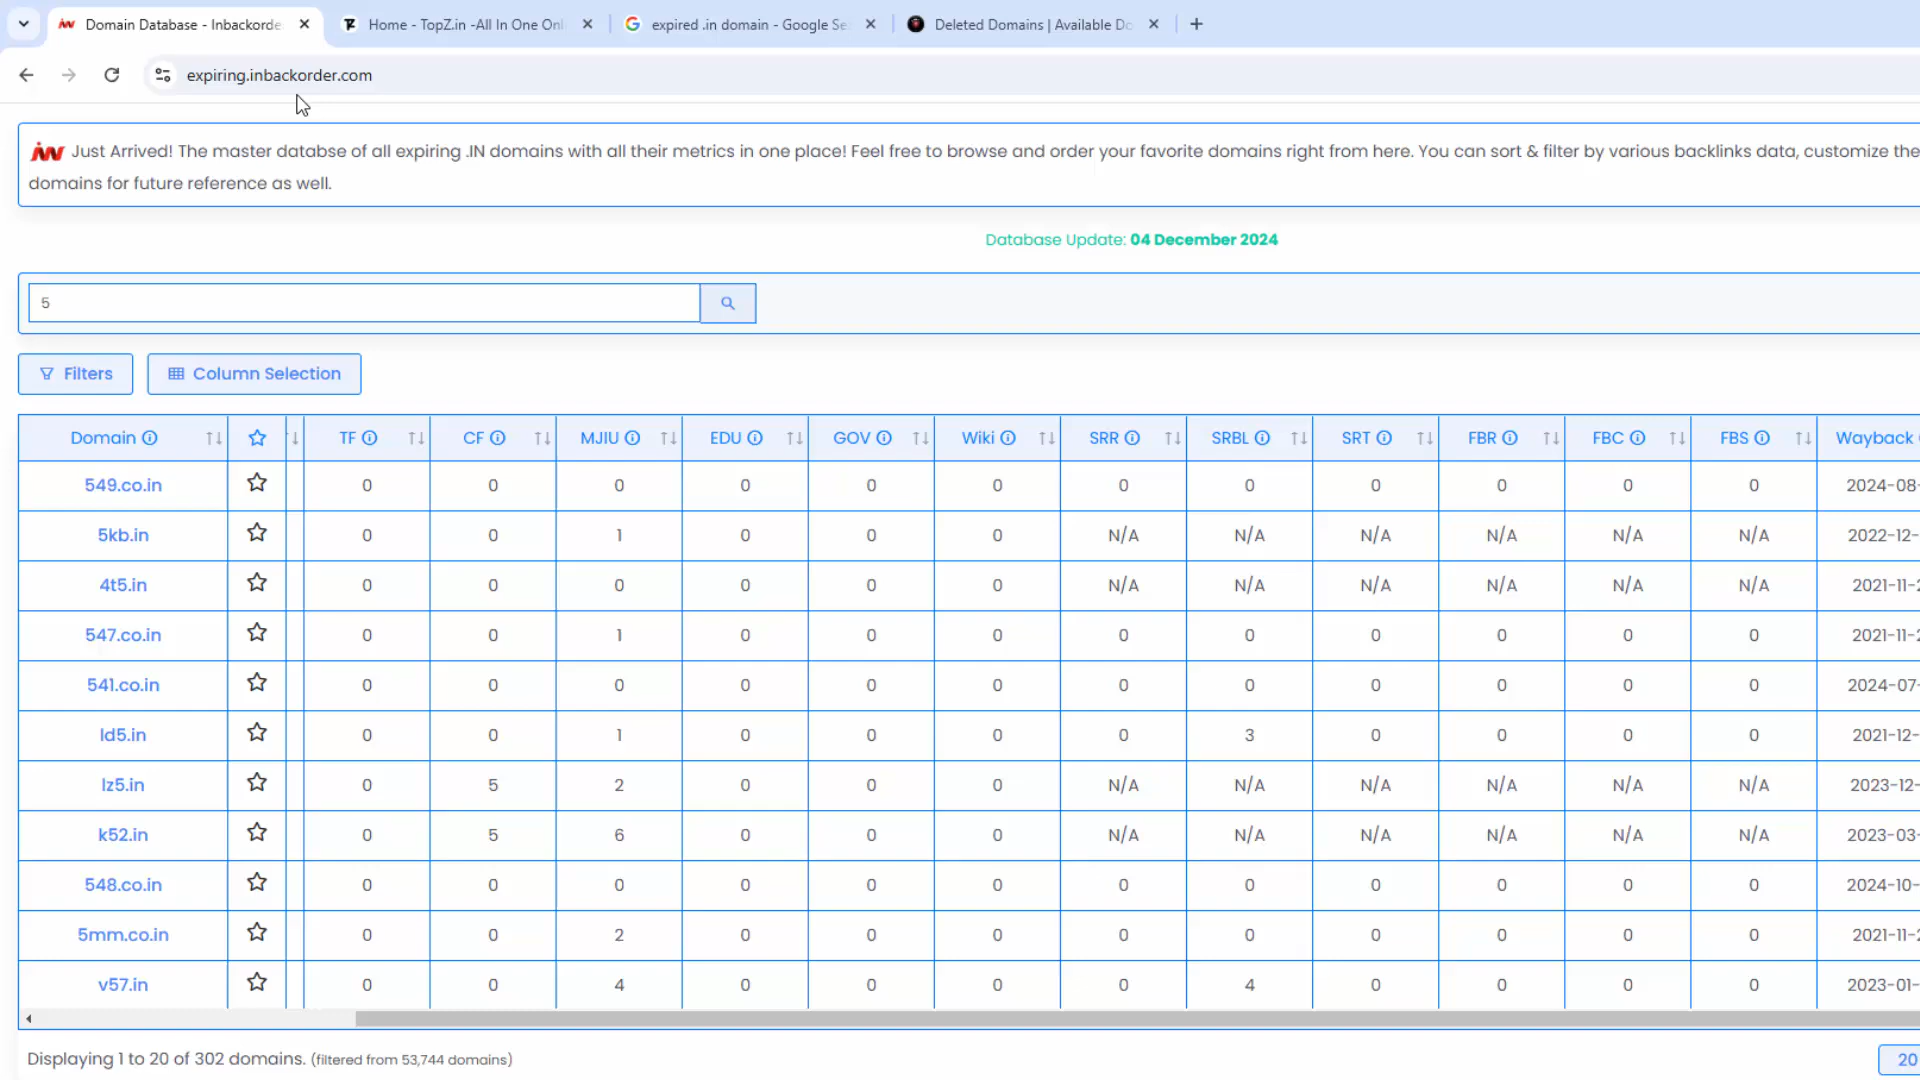 Domain Database - Inbackorde
Home - TopZ.in -All In One Onl
expired .in domain - Google Se
Deleted Domains | Available Do
expiring.inbackorder.com
Just Arrived! The master databse of all expiring .IN domains with all their metrics in one place! Feel free to browse and order your favorite domains right from here. You can sort & filter by various backlinks data, customize the
domains for future reference as well.
Database Update: 04 December 2024
5
Filters Column Selection
Domain TF CF MJIU EDU GOV Wiki SRR SRBL SRT FBR FBC FBS Wayback
549.co.in 0 0 0 0 0 0 0 0 0 0 0 0 2024-08-
5kb.in 0 0 1 0 0 0 N/A N/A N/A N/A N/A N/A 2022-12-
4t5.in 0 0 0 0 0 0 N/A N/A N/A N/A N/A N/A 2021-11-2
547.co.in 0 0 1 0 0 0 0 0 0 0 0 0 2021-11-2
541.co.in 0 0 0 0 0 0 0 0 0 0 0 0 2024-07-
ld5.in 0 0 1 0 0 0 0 3 0 0 0 0 2021-12-
lz5.in 0 5 2 0 0 0 N/A N/A N/A N/A N/A N/A 2023-12-
k52.in 0 5 6 0 0 0 N/A N/A N/A N/A N/A N/A 2023-03-
548.co.in 0 0 0 0 0 0 0 0 0 0 0 0 2024-10-
5mm.co.in 0 0 2 0 0 0 0 0 0 0 0 0 2021-11-2
v57.in 0 0 4 0 0 0 0 4 0 0 0 0 2023-01-
Displaying 1 to 20 of 302 domains. (filtered from 53,744 domains)
20